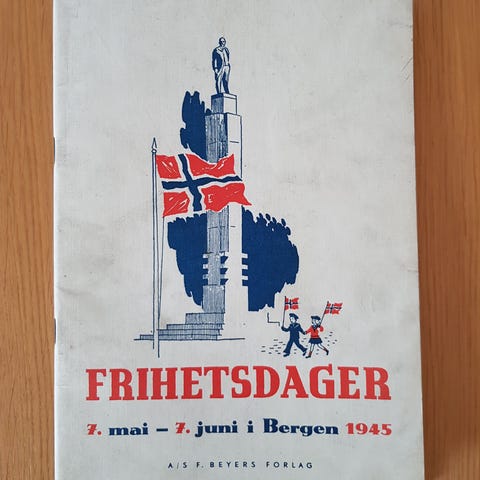 FRIHETSDAGER
7. mai – 7. juni i Bergen 1945
A/S F. BEYERS FORLAG